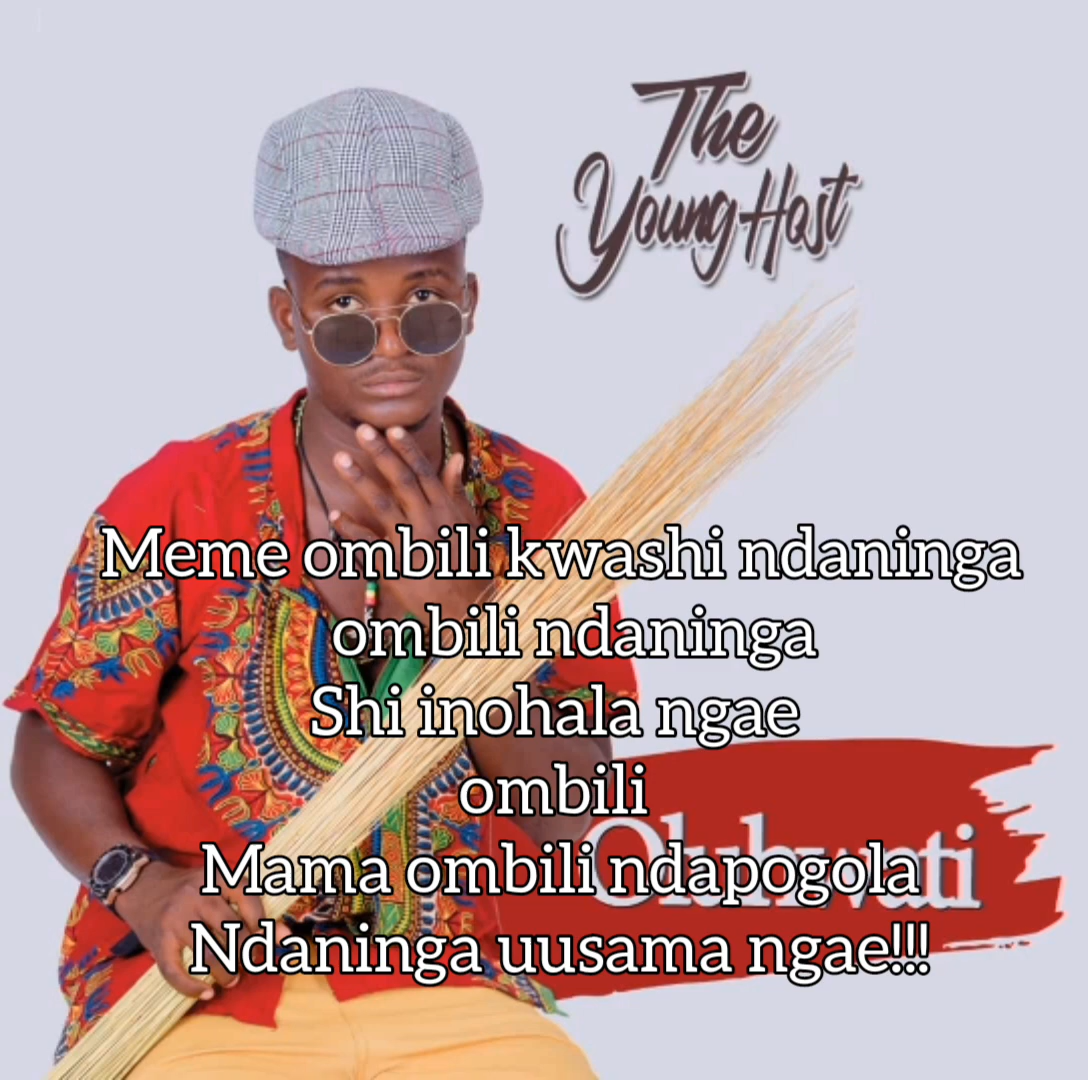 The
Young Host
Meme ombili kwashi ndaninga
ombili ndaninga
Shi inohala ngae
ombili
Mama ombili ndapogola
Oluhwati
Ndaninga uusama ngae!!!